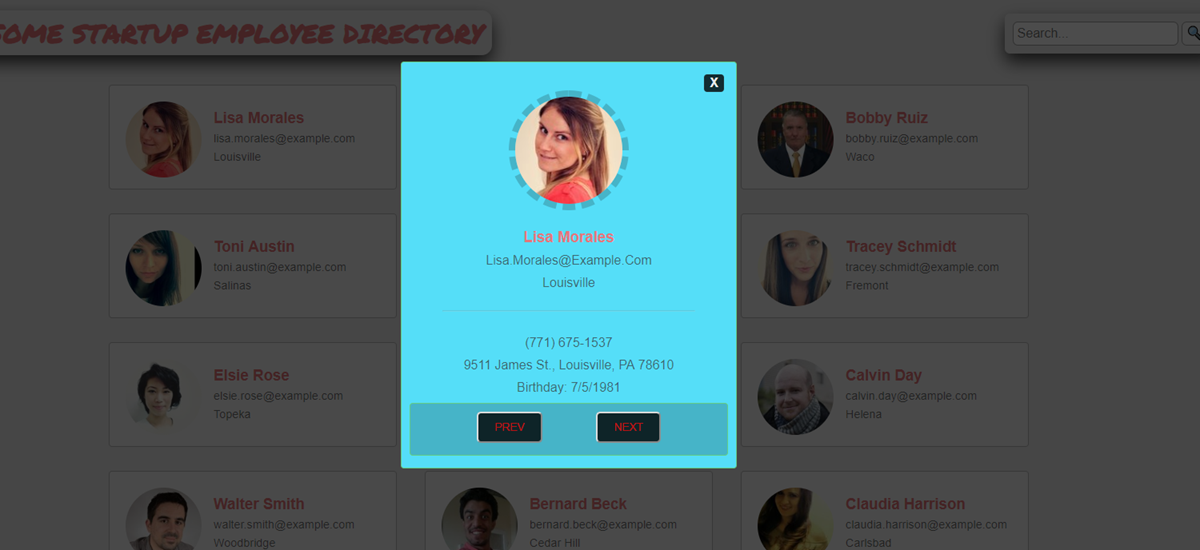 OME STARTUP EMPLOYEE DIRECTORY
Search...
X
Lisa Morales
lisa.morales@example.com
Louisville
Lisa Morales
Lisa.Morales@Example.Com
Louisville
(771) 675-1537
9511 James St., Louisville, PA 78610
Birthday: 7/5/1981
PREV
NEXT
Bobby Ruiz
bobby.ruiz@example.com
Waco
Toni Austin
toni.austin@example.com
Salinas
Tracey Schmidt
tracey.schmidt@example.com
Fremont
Elsie Rose
elsie.rose@example.com
Topeka
Calvin Day
calvin.day@example.com
Helena
Walter Smith
walter.smith@example.com
Woodbridge
Bernard Beck
bernard.beck@example.com
Cedar Hill
Claudia Harrison
claudia.harrison@example.com
Carlsbad